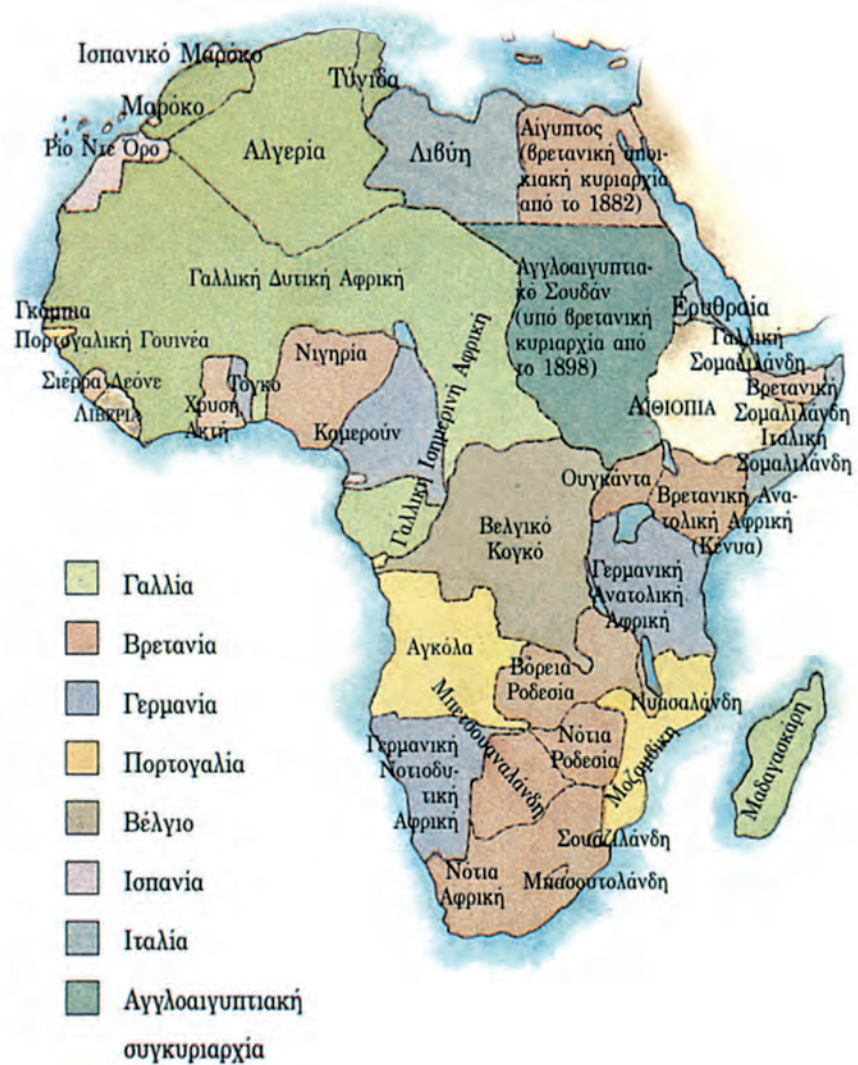 Ισπανικό Μαρόκο
Τύνιδα
Μαρόκο
Ρίο Ντε Όρο
Αλγερία
Λιβύη
Αίγυπτος
(βρετανική αποι-
κιακή κυριαρχία
από το 1882)
Γαλλική Δυτική Αφρική
Αγγλοαιγυπτια-
κό Σουδάν
(υπό βρετανική
κυριαρχία από
το 1898)
Ερυθραία
Γκάμπια
Πορτογαλική Γουινέα
Νιγηρία
Γαλλική
Σομαλιλάνδη
Σιέρρα Λεόνε
Τόγκο
Βρετανική
Σομαλιλάνδη
ΛΙΒΕΡΙΑ
Χρυσή
Ακτή
Καμερούν
Γαλλική Ισημερινή Αφρική
ΑΙΘΙΟΠΙΑ
Ιταλική
Σομαλιλάνδη
Ουγκάντα
Βρετανική Ανα-
τολική Αφρική
(Κένυα)
Βελγικό
Κογκό
Γερμανική
Ανατολική
Αφρική
Αγκόλα
Βόρεια
Ροδεσία
Νυασαλάνδη
Μπετσουαναλάνδη
Νότια
Ροδεσία
Μοζαμβίκη
Μαδαγασκάρη
Γερμανική
Νοτιοδυ-
τική
Αφρική
Σουαζιλάνδη
Νότια
Αφρική
Μπασουτολάνδη
Γαλλία
Βρετανία
Γερμανία
Πορτογαλία
Βέλγιο
Ισπανία
Ιταλία
Αγγλοαιγυπτιακή
συγκυριαρχία